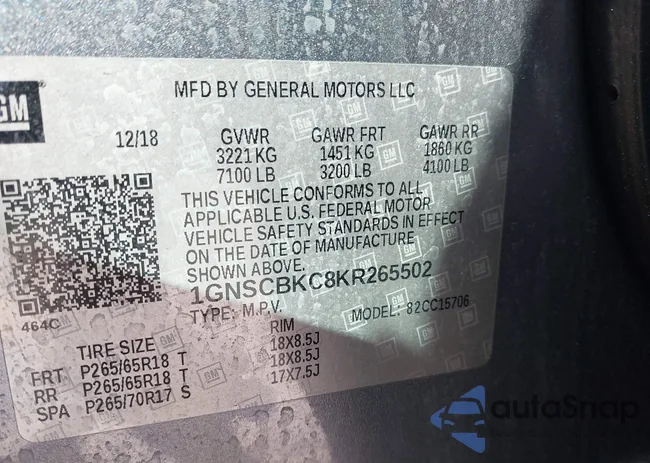 GM
MFD BY GENERAL MOTORS LLC
12/18 GVWR GAWR FRT GAWR RR
3221 KG 1451 KG 1860 KG
7100 LB 3200 LB 4100 LB
THIS VEHICLE CONFORMS TO ALL
APPLICABLE U.S. FEDERAL MOTOR
VEHICLE SAFETY STANDARDS IN EFFECT
ON THE DATE OF MANUFACTURE
SHOWN ABOVE.
1GNSCBKC8KR265502
TYPE: M.P.V. MODEL: 82CC15706
464C
TIRE SIZE RIM
FRT P265/65R18 T 18X8.5J
RR P265/65R18 T 18X8.5J
SPA P265/70R17 S 17X7.5J
autoSnap